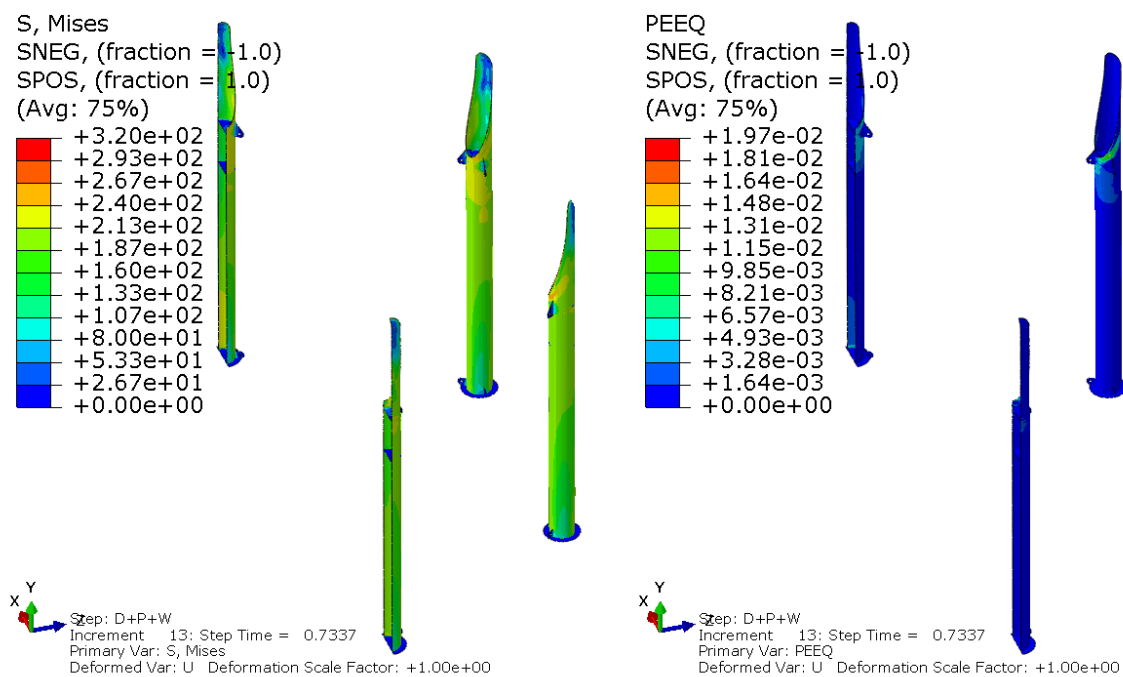 S, Mises
SNEG, (fraction = -1.0)
SPOS, (fraction = 1.0)
(Avg: 75%)
+3.20e+02
+2.93e+02
+2.67e+02
+2.40e+02
+2.13e+02
+1.87e+02
+1.60e+02
+1.33e+02
+1.07e+02
+8.00e+01
+5.33e+01
+2.67e+01
+0.00e+00
Y
X
Z
Step: D+P+W
Increment 13: Step Time = 0.7337
Primary Var: S, Mises
Deformed Var: U Deformation Scale Factor: +1.00e+00
PEEQ
SNEG, (fraction = -1.0)
SPOS, (fraction = 1.0)
(Avg: 75%)
+1.97e-02
+1.81e-02
+1.64e-02
+1.48e-02
+1.31e-02
+1.15e-02
+9.85e-03
+8.21e-03
+6.57e-03
+4.93e-03
+3.28e-03
+1.64e-03
+0.00e+00
Y
X
Z
Step: D+P+W
Increment 13: Step Time = 0.7337
Primary Var: PEEQ
Deformed Var: U Deformation Scale Factor: +1.00e+00